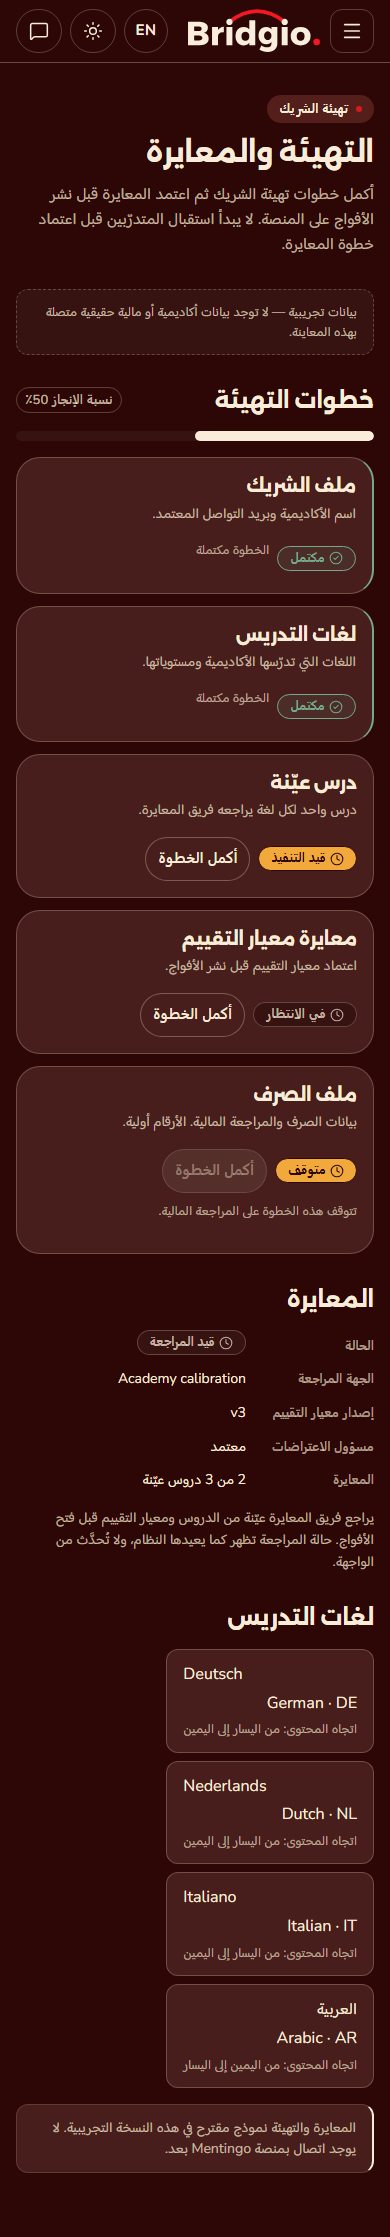 Bridgio.
EN
تهيئة الشريك
التهيئة والمعايرة
أكمل خطوات تهيئة الشريك ثم اعتمد المعايرة قبل نشر
الأفواج على المنصة. لا يبدأ استقبال المتدرّبين قبل اعتماد
خطوة المعايرة.
بيانات تجريبية — لا توجد بيانات أكاديمية أو مالية حقيقية متصلة
بهذه المعاينة.
خطوات التهيئة
نسبة الإنجاز 50٪
ملف الشريك
اسم الأكاديمية وبريد التواصل المعتمد.
مكتمل
الخطوة مكتملة
لغات التدريس
اللغات التي تدرّسها الأكاديمية ومستوياتها.
مكتمل
الخطوة مكتملة
درس عيّنة
درس واحد لكل لغة يراجعه فريق المعايرة.
قيد التنفيذ
أكمل الخطوة
معايرة معيار التقييم
اعتماد معيار التقييم قبل نشر الأفواج.
في الانتظار
أكمل الخطوة
ملف الصرف
بيانات الصرف والمراجعة المالية. الأرقام أولية.
متوقف
أكمل الخطوة
تتوقف هذه الخطوة على المراجعة المالية.
المعايرة
الحالة
قيد المراجعة
الجهة المراجعة
Academy calibration
إصدار معيار التقييم
v3
مسؤول الاعتراضات
معتمد
المعايرة
2 من 3 دروس عيّنة
يراجع فريق المعايرة عيّنة من الدروس ومعيار التقييم قبل فتح
الأفواج. حالة المراجعة تظهر كما يعيدها النظام، ولا تُحدَّث من
الواجهة.
لغات التدريس
Deutsch
German · DE
اتجاه المحتوى: من اليسار إلى اليمين
Nederlands
Dutch · NL
اتجاه المحتوى: من اليسار إلى اليمين
Italiano
Italian · IT
اتجاه المحتوى: من اليسار إلى اليمين
العربية
Arabic · AR
اتجاه المحتوى: من اليمين إلى اليسار
المعايرة والتهيئة نموذج مقترح في هذه النسخة التجريبية. لا
يوجد اتصال بمنصة Mentingo بعد.